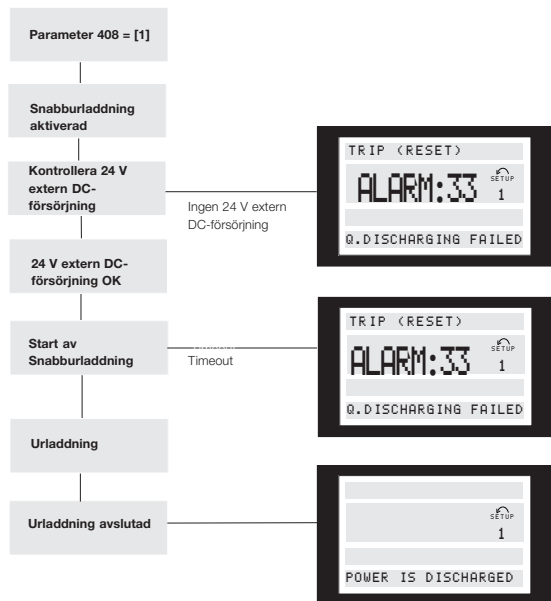 Parameter 408 = [1]
Snabburladdning
aktiverad
Kontrollera 24 V
extern DC-
försörjning
Ingen 24 V extern
DC-försörjning
TRIP (RESET)
ALARM:33
SETUP
1
Q.DISCHARGING FAILED
24 V extern DC-
försörjning OK
Start av
Snabburladdning
Timeout
TRIP (RESET)
ALARM:33
SETUP
1
Q.DISCHARGING FAILED
Urladdning
Urladdning avslutad
SETUP
1
POWER IS DISCHARGED